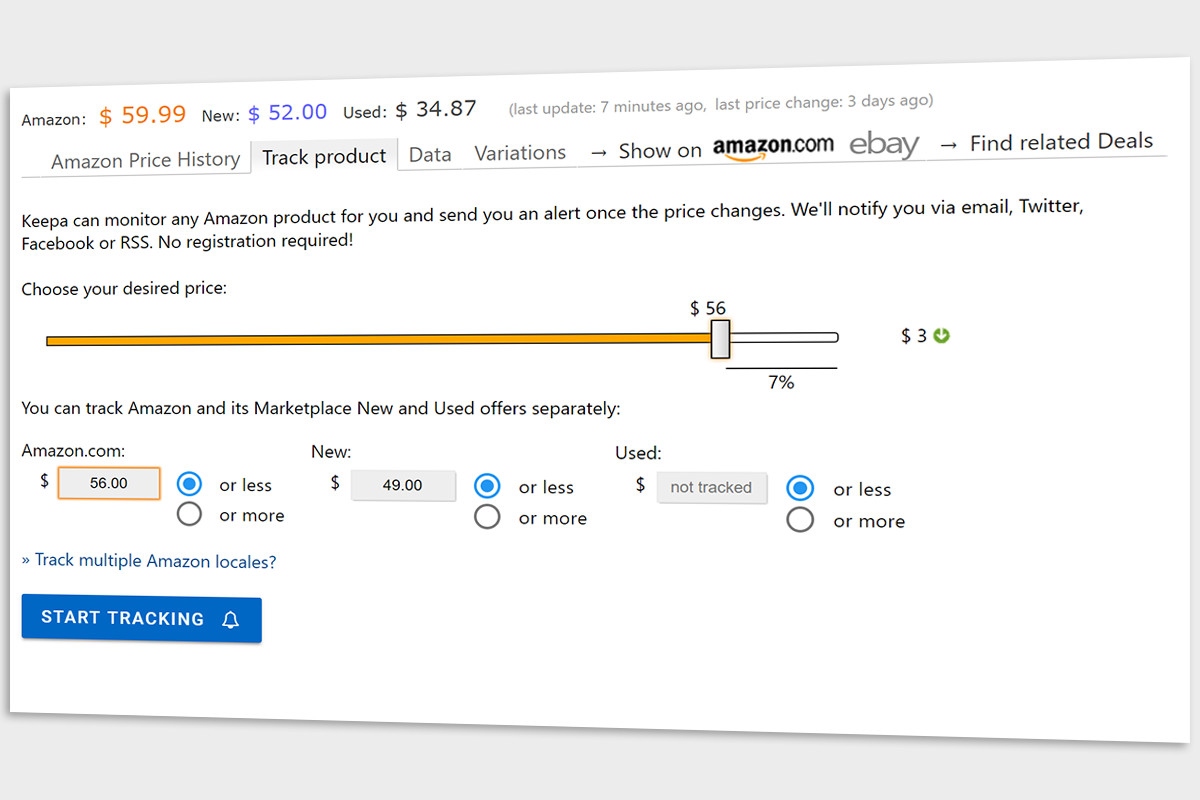 Amazon: $ 59.99 New: $ 52.00 Used: $ 34.87 (last update: 7 minutes ago, last price change: 3 days ago)
Amazon Price History Track product Data Variations → Show on amazon.com ebay → Find related Deals
Keepa can monitor any Amazon product for you and send you an alert once the price changes. We'll notify you via email, Twitter,
Facebook or RSS. No registration required!
Choose your desired price:
$ 56
$ 3
7%
You can track Amazon and its Marketplace New and Used offers separately:
Amazon.com: New: Used:
$ 56.00 or less $ 49.00 or less $ not tracked or less
or more or more or more
» Track multiple Amazon locales?
START TRACKING